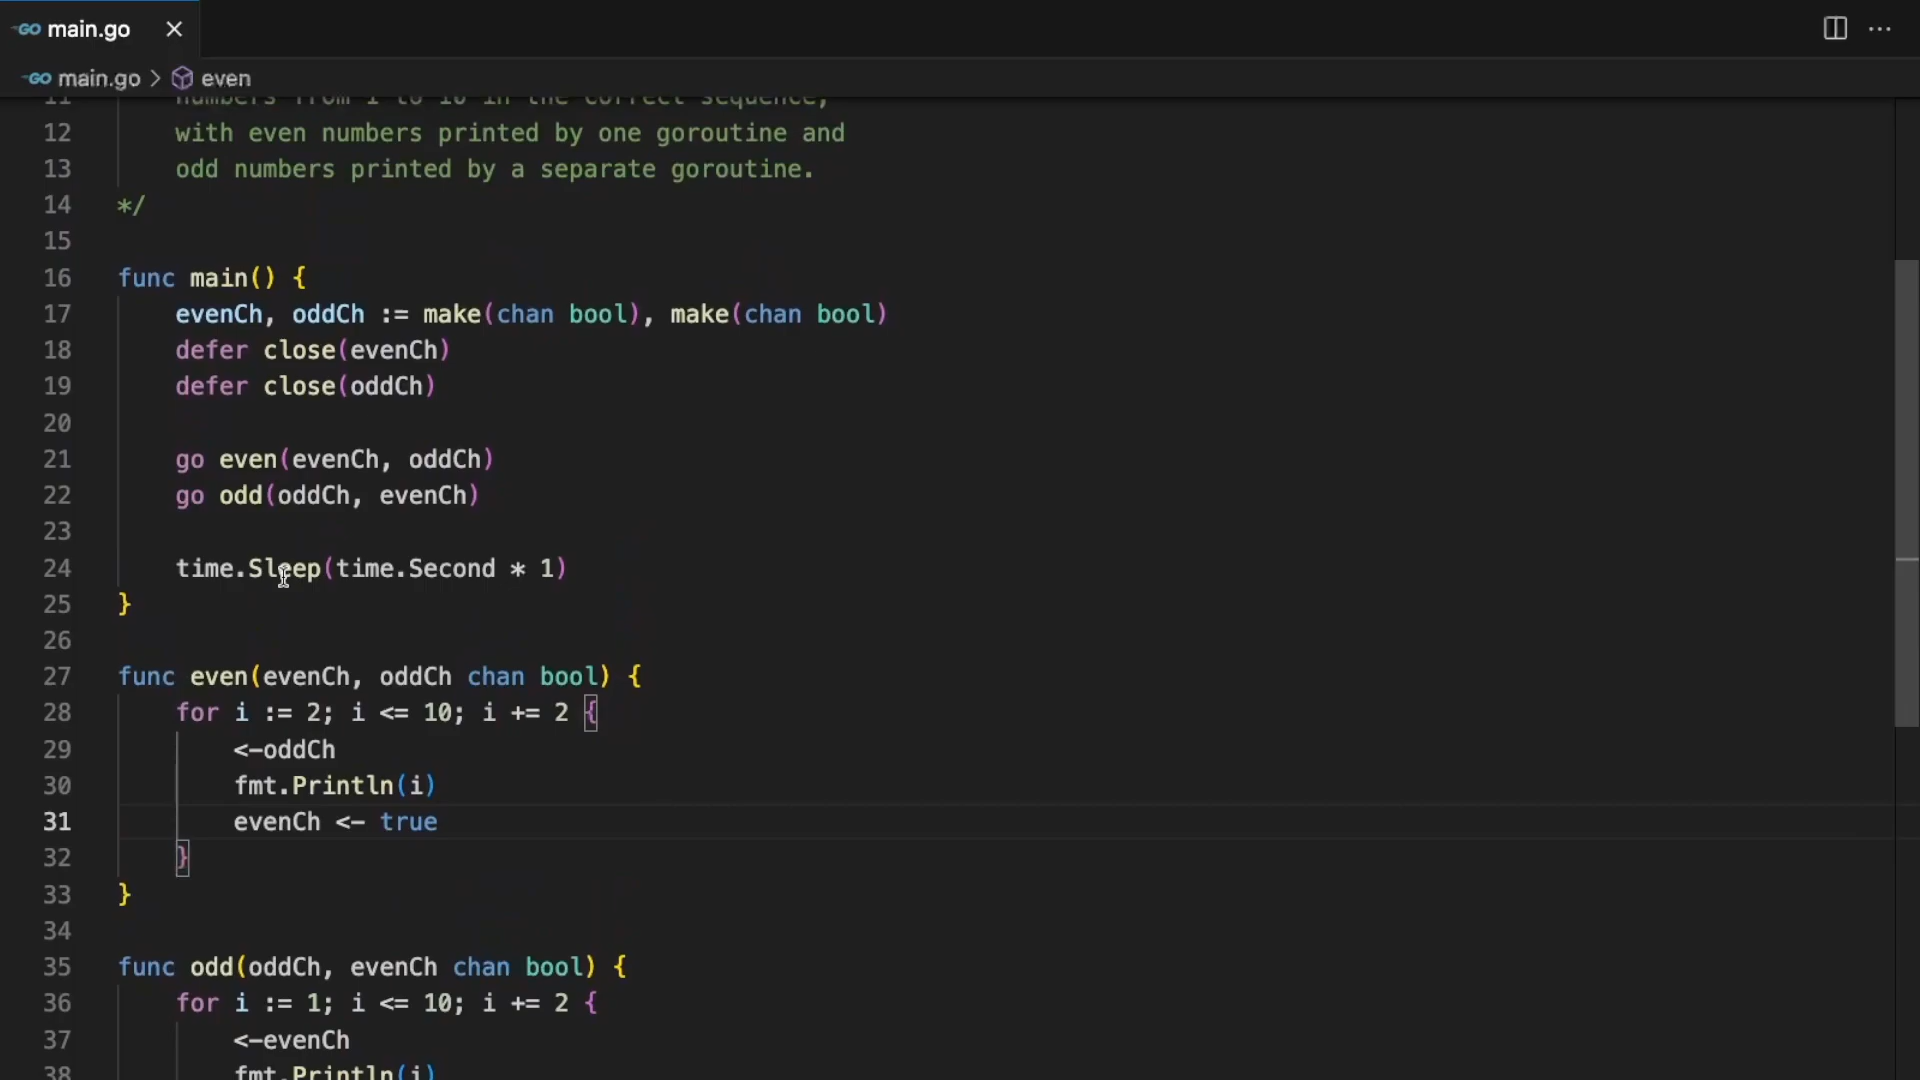 GO main.go
GO main.go > even
11 numbers from 1 to 10 in the correct sequence,
12 with even numbers printed by one goroutine and
13 odd numbers printed by a separate goroutine.
14 */
15
16 func main() {
17 evenCh, oddCh := make(chan bool), make(chan bool)
18 defer close(evenCh)
19 defer close(oddCh)
20
21 go even(evenCh, oddCh)
22 go odd(oddCh, evenCh)
23
24 time.Sleep(time.Second * 1)
25 }
26
27 func even(evenCh, oddCh chan bool) {
28 for i := 2; i <= 10; i += 2 {
29 <-oddCh
30 fmt.Println(i)
31 evenCh <- true
32 }
33 }
34
35 func odd(oddCh, evenCh chan bool) {
36 for i := 1; i <= 10; i += 2 {
37 <-evenCh
38 fmt.Println(i)